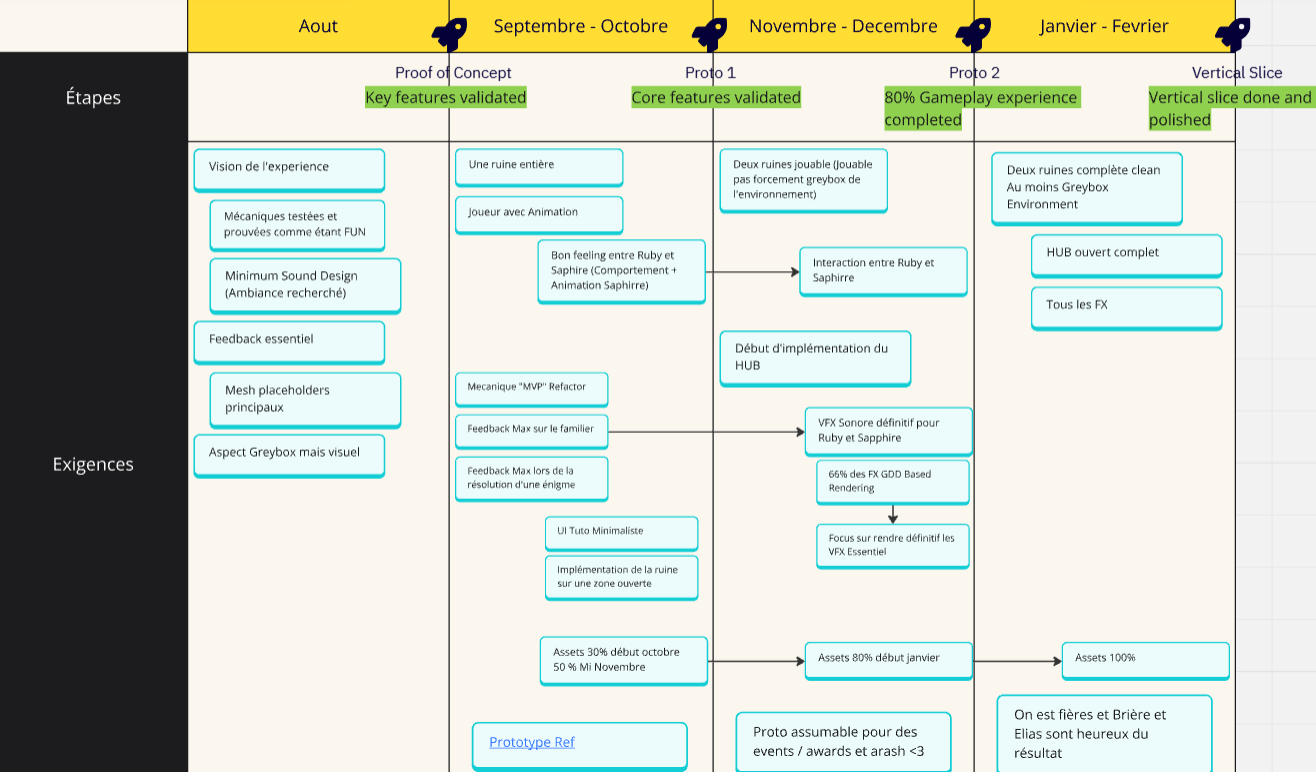 Aout
Septembre - Octobre
Novembre - Decembre
Janvier - Fevrier
Étapes
Proof of Concept
Key features validated
Proto 1
Core features validated
Proto 2
80% Gameplay experience
completed
Vertical Slice
Vertical slice done and
polished
Exigences
Vision de l'experience
Mécaniques testées et
prouvées comme étant FUN
Minimum Sound Design
(Ambiance recherché)
Feedback essentiel
Mesh placeholders
principaux
Aspect Greybox mais visuel
Une ruine entière
Joueur avec Animation
Bon feeling entre Ruby et
Saphire (Comportement +
Animation Saphirre)
Mecanique "MVP" Refactor
Feedback Max sur le familier
Feedback Max lors de la
résolution d'une énigme
UI Tuto Minimaliste
Implémentation de la ruine
sur une zone ouverte
Assets 30% début octobre
50 % Mi Novembre
Prototype Ref
Deux ruines jouable (Jouable
pas forcement greybox de
l'environnement)
Interaction entre Ruby et
Saphirre
Début d'implémentation du
HUB
VFX Sonore définitif pour
Ruby et Sapphire
66% des FX GDD Based
Rendering
Focus sur rendre définitif les
VFX Essentiel
Assets 80% début janvier
Proto assumable pour des
events / awards et arash <3
Deux ruines complète clean
Au moins Greybox
Environment
HUB ouvert complet
Tous les FX
Assets 100%
On est fières et Brière et
Elias sont heureux du
résultat